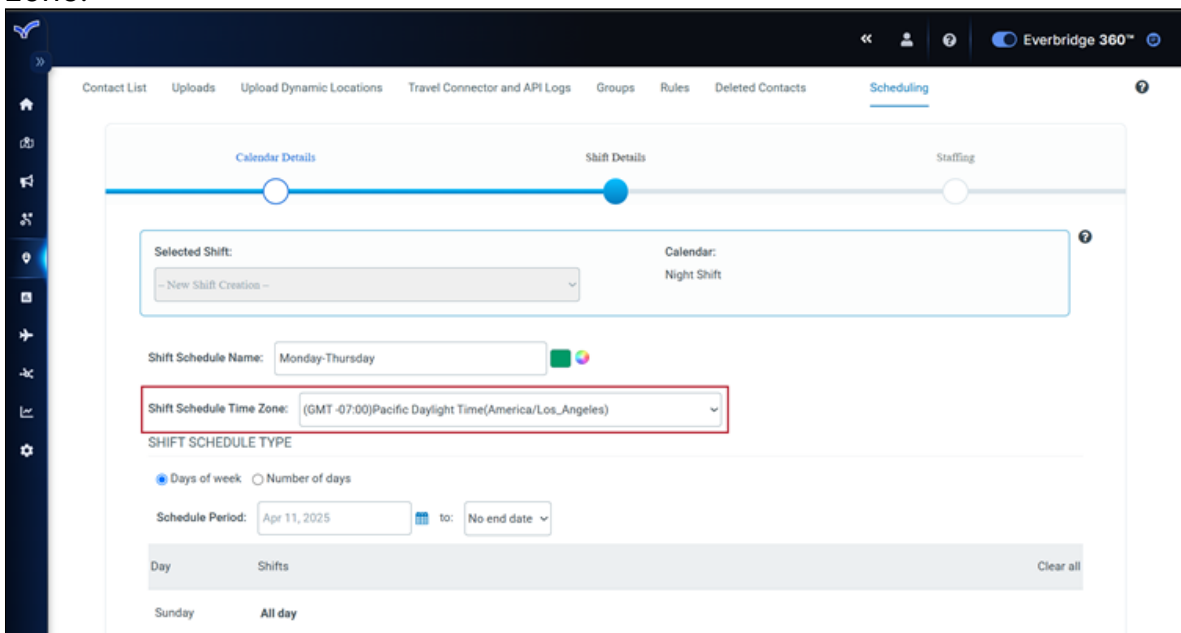 « Everbridge 360™
»
Contact List Uploads Upload Dynamic Locations Travel Connector and API Logs Groups Rules Deleted Contacts Scheduling
Calendar Details Shift Details Staffing
Selected Shift: Calendar:
– New Shift Creation – Night Shift
Shift Schedule Name: Monday-Thursday
Shift Schedule Time Zone: (GMT -07:00)Pacific Daylight Time(America/Los_Angeles)
SHIFT SCHEDULE TYPE
Days of week Number of days
Schedule Period: Apr 11, 2025 to: No end date
Day Shifts Clear all
Sunday All day